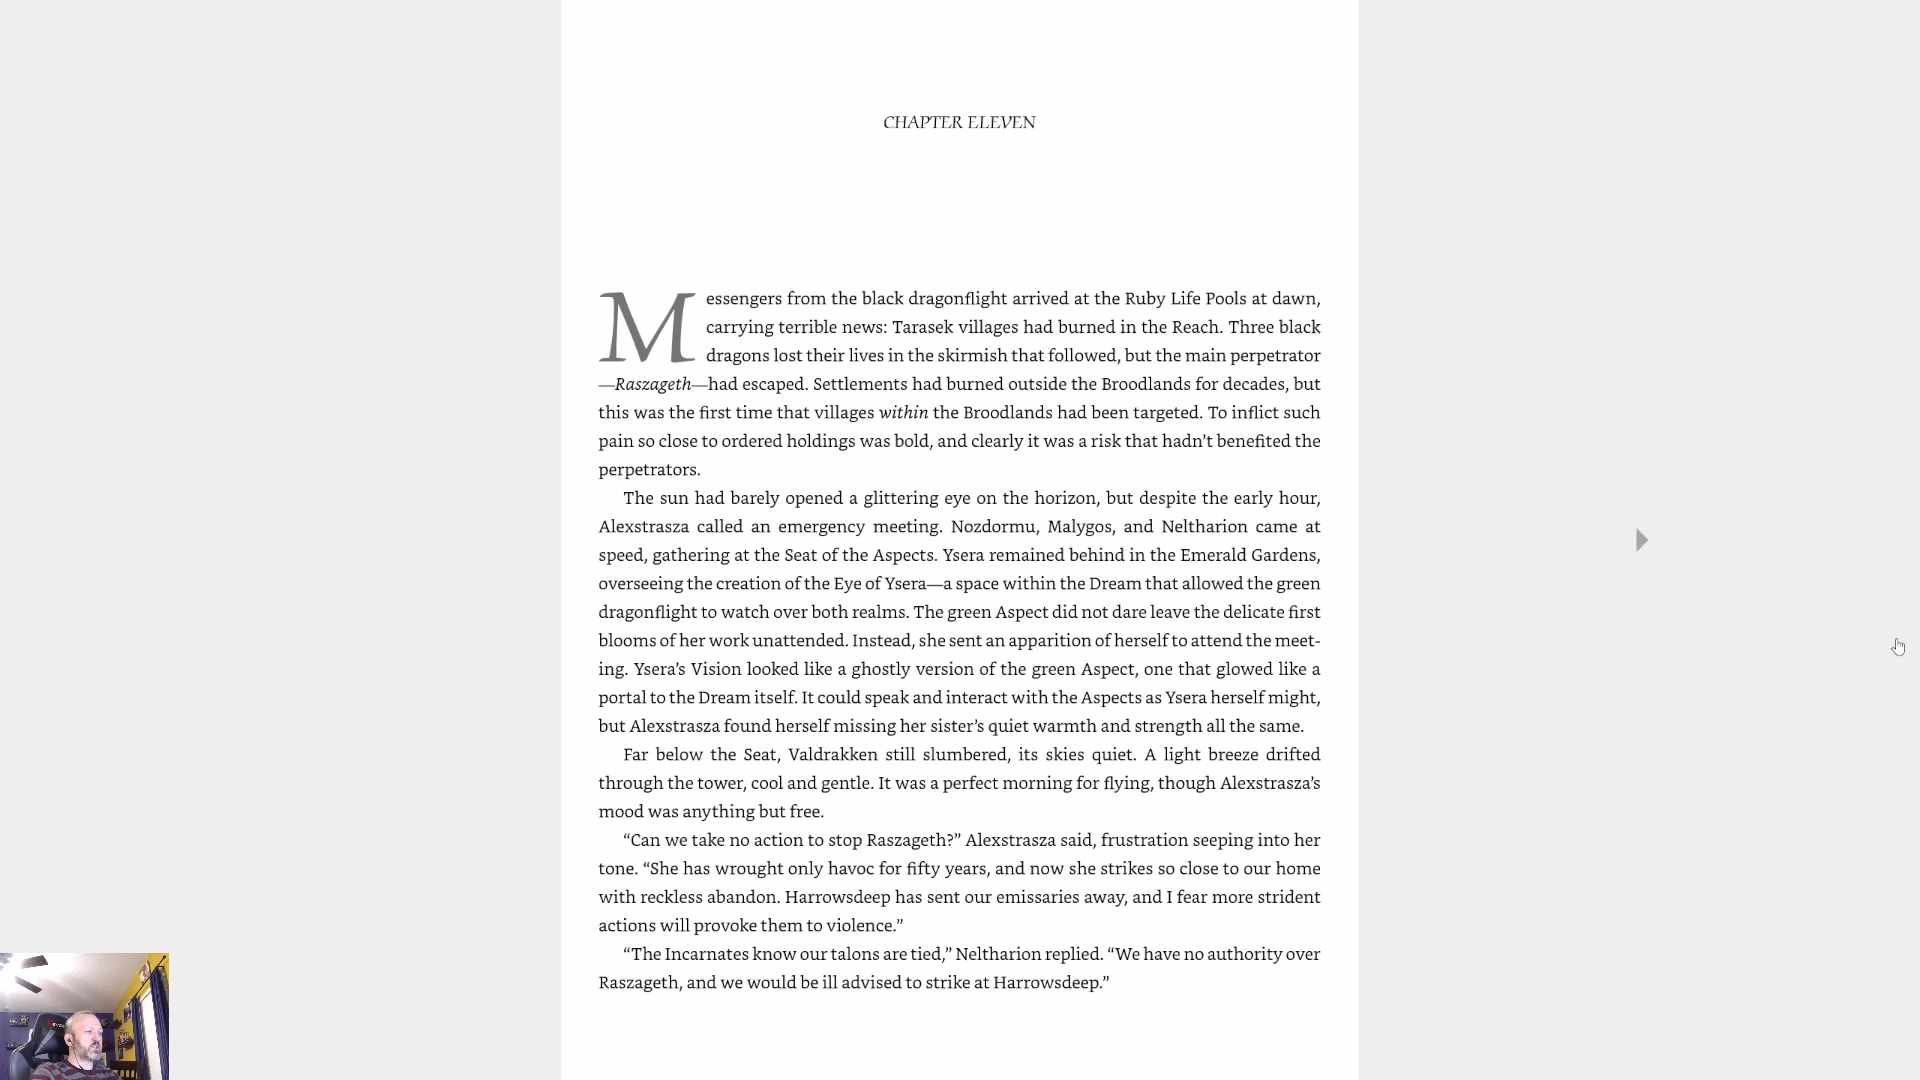 CHAPTER ELEVEN
Messengers from the black dragonflight arrived at the Ruby Life Pools at dawn,
carrying terrible news: Tarasek villages had burned in the Reach. Three black
dragons lost their lives in the skirmish that followed, but the main perpetrator
—Raszageth—had escaped. Settlements had burned outside the Broodlands for decades, but
this was the first time that villages within the Broodlands had been targeted. To inflict such
pain so close to ordered holdings was bold, and clearly it was a risk that hadn’t benefited the
perpetrators.
The sun had barely opened a glittering eye on the horizon, but despite the early hour,
Alexstrasza called an emergency meeting. Nozdormu, Malygos, and Neltharion came at
speed, gathering at the Seat of the Aspects. Ysera remained behind in the Emerald Gardens,
overseeing the creation of the Eye of Ysera—a space within the Dream that allowed the green
dragonflight to watch over both realms. The green Aspect did not dare leave the delicate first
blooms of her work unattended. Instead, she sent an apparition of herself to attend the meet-
ing. Ysera’s Vision looked like a ghostly version of the green Aspect, one that glowed like a
portal to the Dream itself. It could speak and interact with the Aspects as Ysera herself might,
but Alexstrasza found herself missing her sister’s quiet warmth and strength all the same.
Far below the Seat, Valdrakken still slumbered, its skies quiet. A light breeze drifted
through the tower, cool and gentle. It was a perfect morning for flying, though Alexstrasza’s
mood was anything but free.
“Can we take no action to stop Raszageth?” Alexstrasza said, frustration seeping into her
tone. “She has wrought only havoc for fifty years, and now she strikes so close to our home
with reckless abandon. Harrowsdeep has sent our emissaries away, and I fear more strident
actions will provoke them to violence.”
“The Incarnates know our talons are tied,” Neltharion replied. “We have no authority over
Raszageth, and we would be ill advised to strike at Harrowsdeep.”